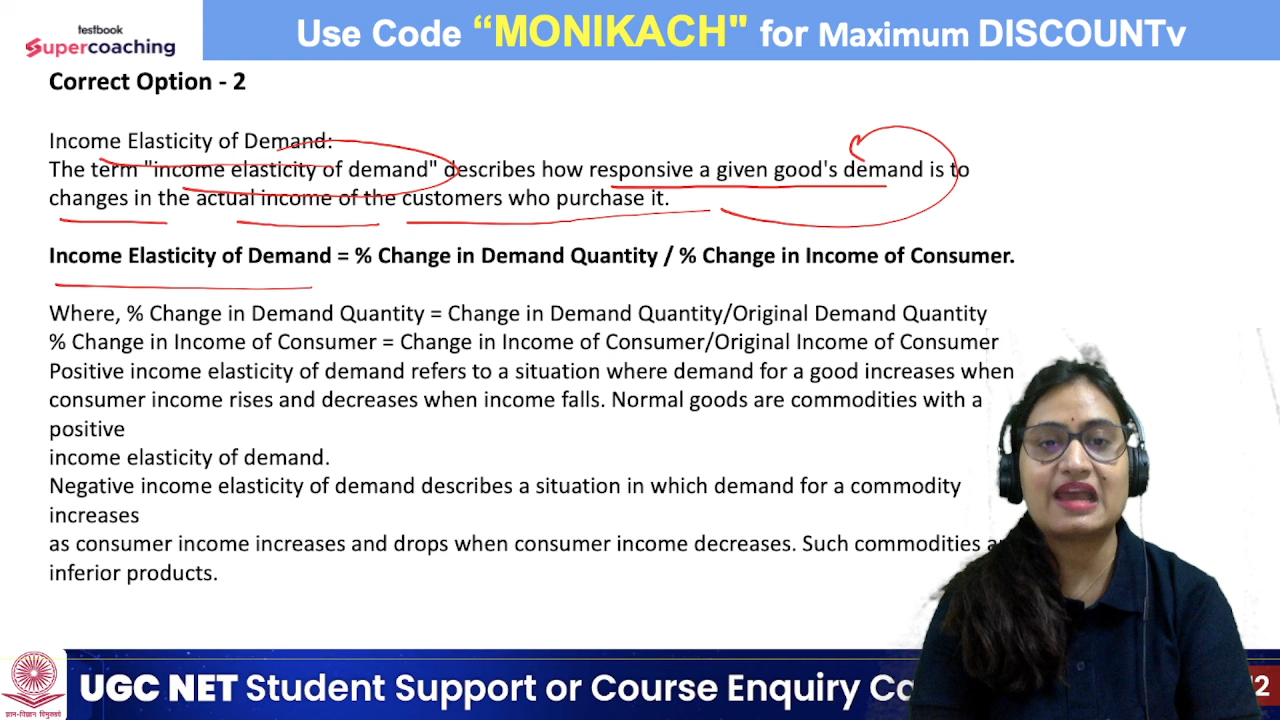 testbook
Supercoaching
Use Code “MONIKACH" for Maximum DISCOUNTv
Correct Option - 2
Income Elasticity of Demand:
The term "income elasticity of demand" describes how responsive a given good's demand is to
changes in the actual income of the customers who purchase it.
Income Elasticity of Demand = % Change in Demand Quantity / % Change in Income of Consumer.
Where, % Change in Demand Quantity = Change in Demand Quantity/Original Demand Quantity
% Change in Income of Consumer = Change in Income of Consumer/Original Income of Consumer
Positive income elasticity of demand refers to a situation where demand for a good increases when
consumer income rises and decreases when income falls. Normal goods are commodities with a
positive
income elasticity of demand.
Negative income elasticity of demand describes a situation in which demand for a commodity
increases
as consumer income increases and drops when consumer income decreases. Such commodities
inferior products.
ज्ञान-विज्ञान विमुक्तये
UGC NET Student Support or Course Enquiry
12